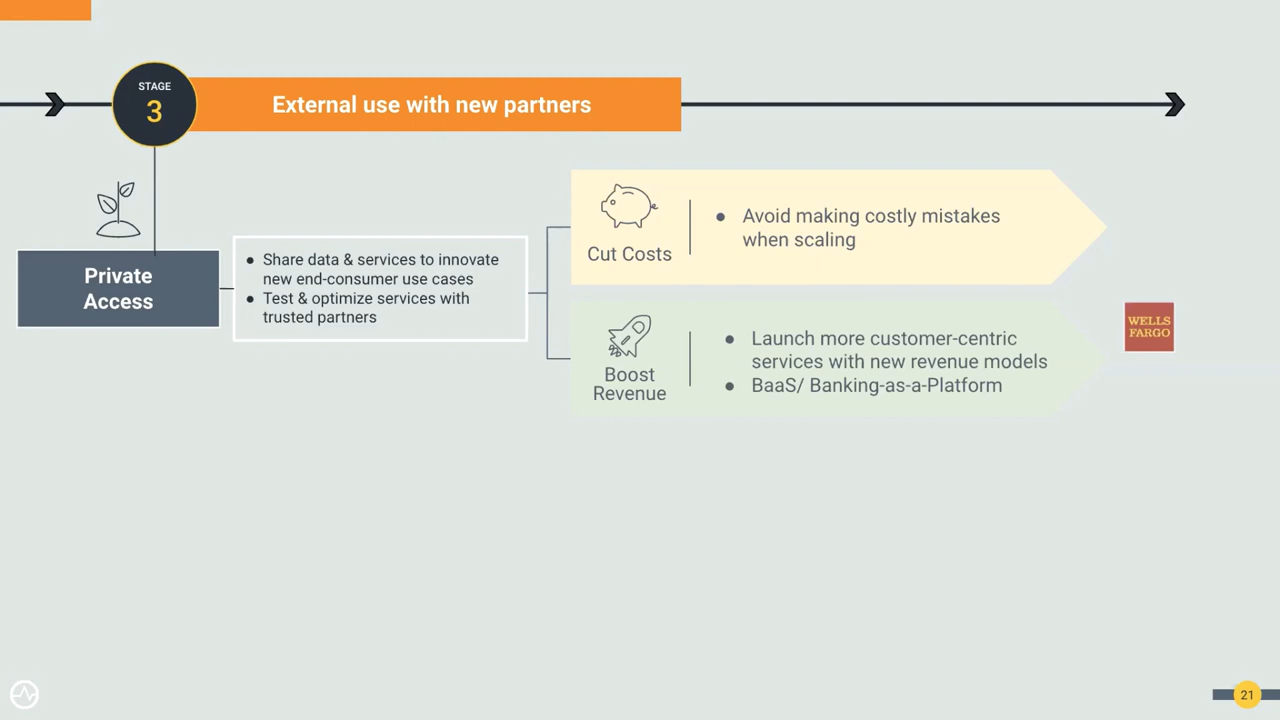 STAGE
3
External use with new partners
Private
Access
● Share data & services to innovate
new end-consumer use cases
● Test & optimize services with
trusted partners
Cut Costs
● Avoid making costly mistakes
when scaling
Boost
Revenue
● Launch more customer-centric
services with new revenue models
● BaaS/ Banking-as-a-Platform
WELLS
FARGO
21